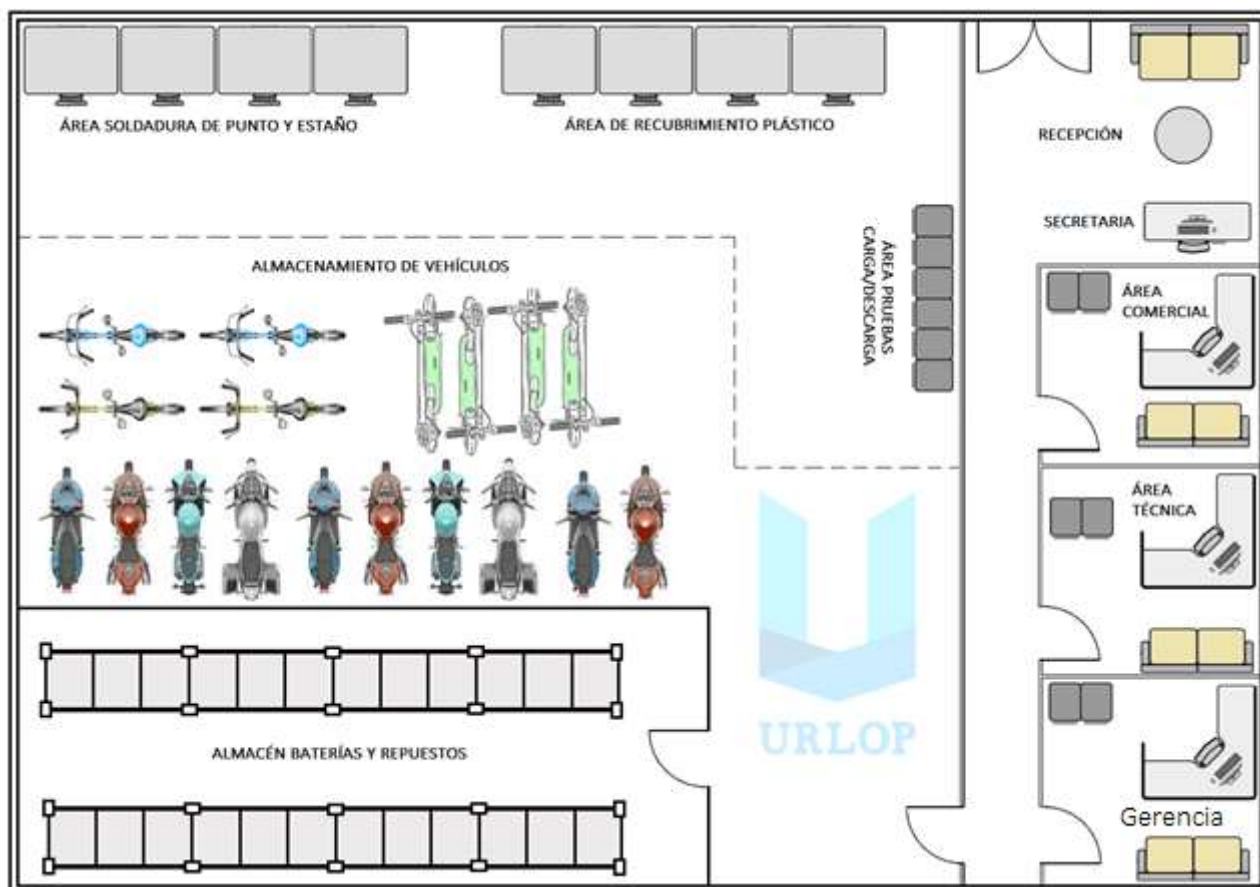 ÁREA SOLDADURA DE PUNTO Y ESTAÑO
ÁREA DE RECUBRIMIENTO PLÁSTICO
RECEPCIÓN
SECRETARIA
ALMACENAMIENTO DE VEHÍCULOS
ÁREA PRUEBAS
CARGA/DESCARGA
ÁREA
COMERCIAL
ÁREA
TÉCNICA
URLOP
ALMACÉN BATERÍAS Y REPUESTOS
Gerencia